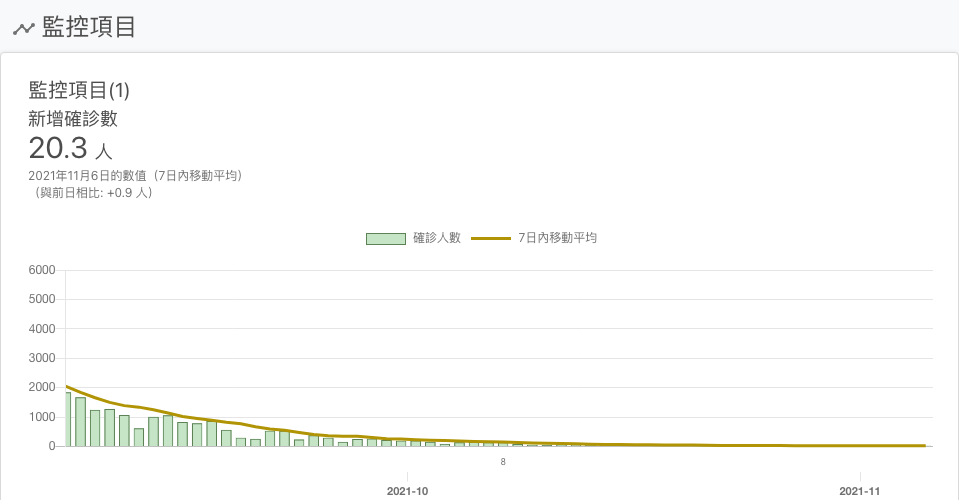 監控項目
監控項目(1)
新增確診數
20.3 人
2021年11月6日的數值（7日內移動平均）
（與前日相比: +0.9 人）
確診人數 7日內移動平均
6000
5000
4000
3000
2000
1000
0
8
2021-10 2021-11